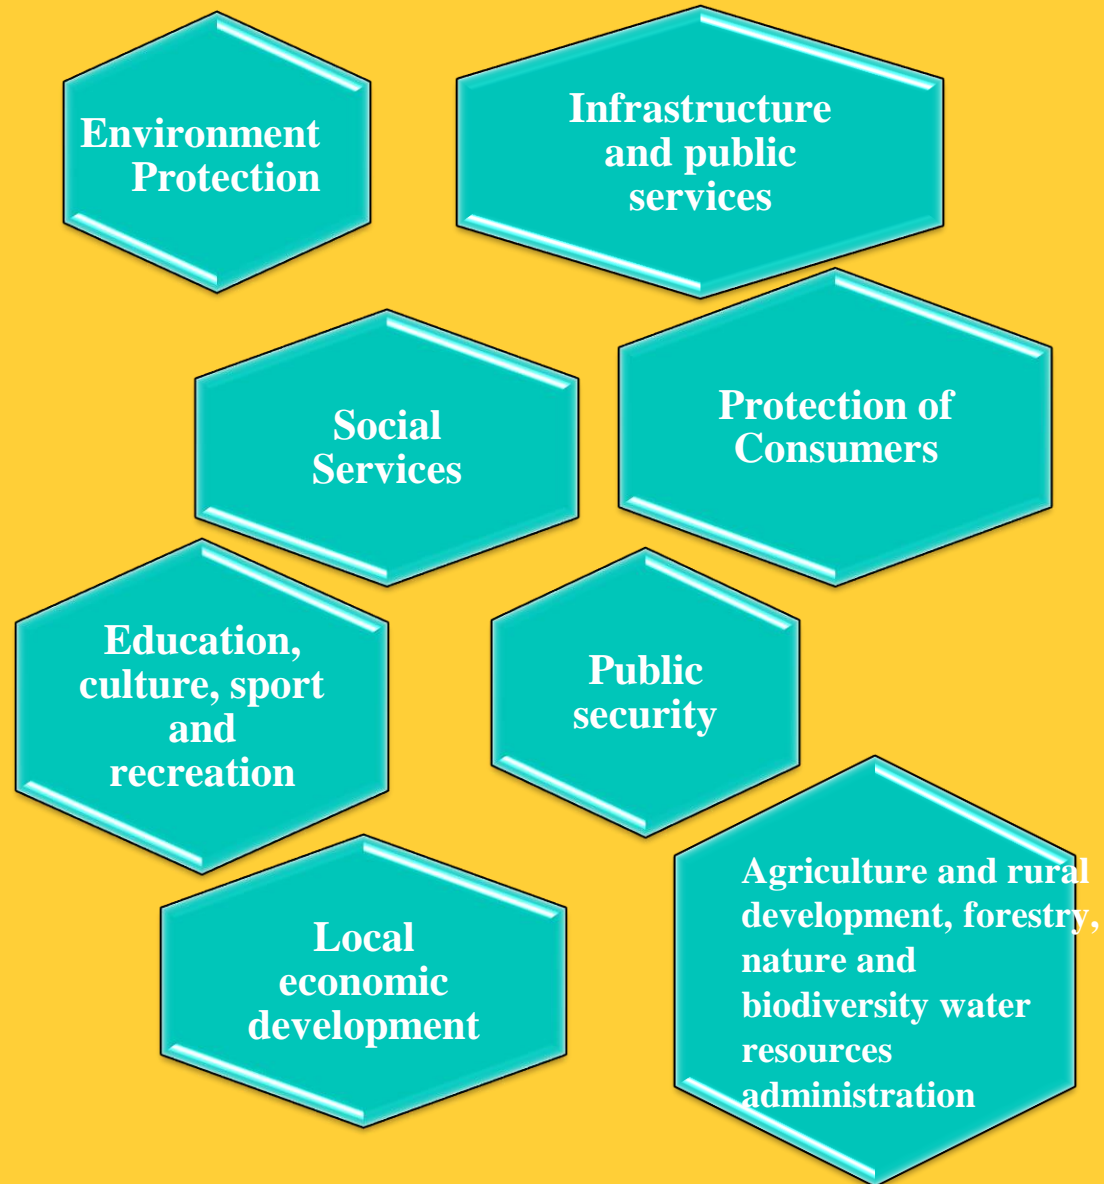 Environment
Protection
Infrastructure
and public
services
Social
Services
Protection of
Consumers
Education,
culture, sport
and
recreation
Public
security
Local
economic
development
Agriculture and rural
development, forestry,
nature and
biodiversity water
resources
administration